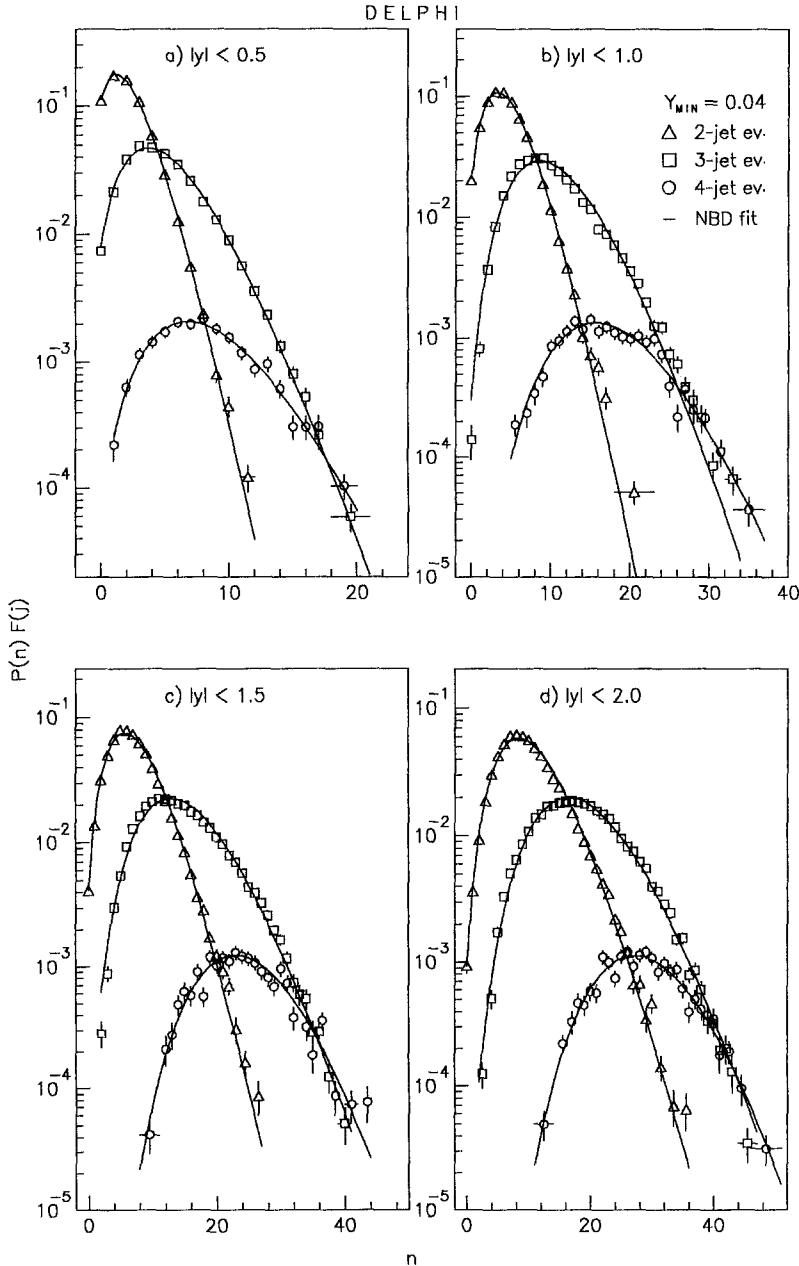 DELPHI
a) |y| < 0.5
b) |y| < 1.0
Y_MIN = 0.04
△ 2-jet ev.
□ 3-jet ev.
○ 4-jet ev.
— NBD fit
10^-1
10^-2
10^-3
10^-4
0 10 20
10^-1
10^-2
10^-3
10^-4
10^-5
0 10 20 30 40
P(n) F(j)
c) |y| < 1.5
d) |y| < 2.0
10^-1
10^-2
10^-3
10^-4
10^-5
0 20 40
10^-1
10^-2
10^-3
10^-4
10^-5
0 20 40
n